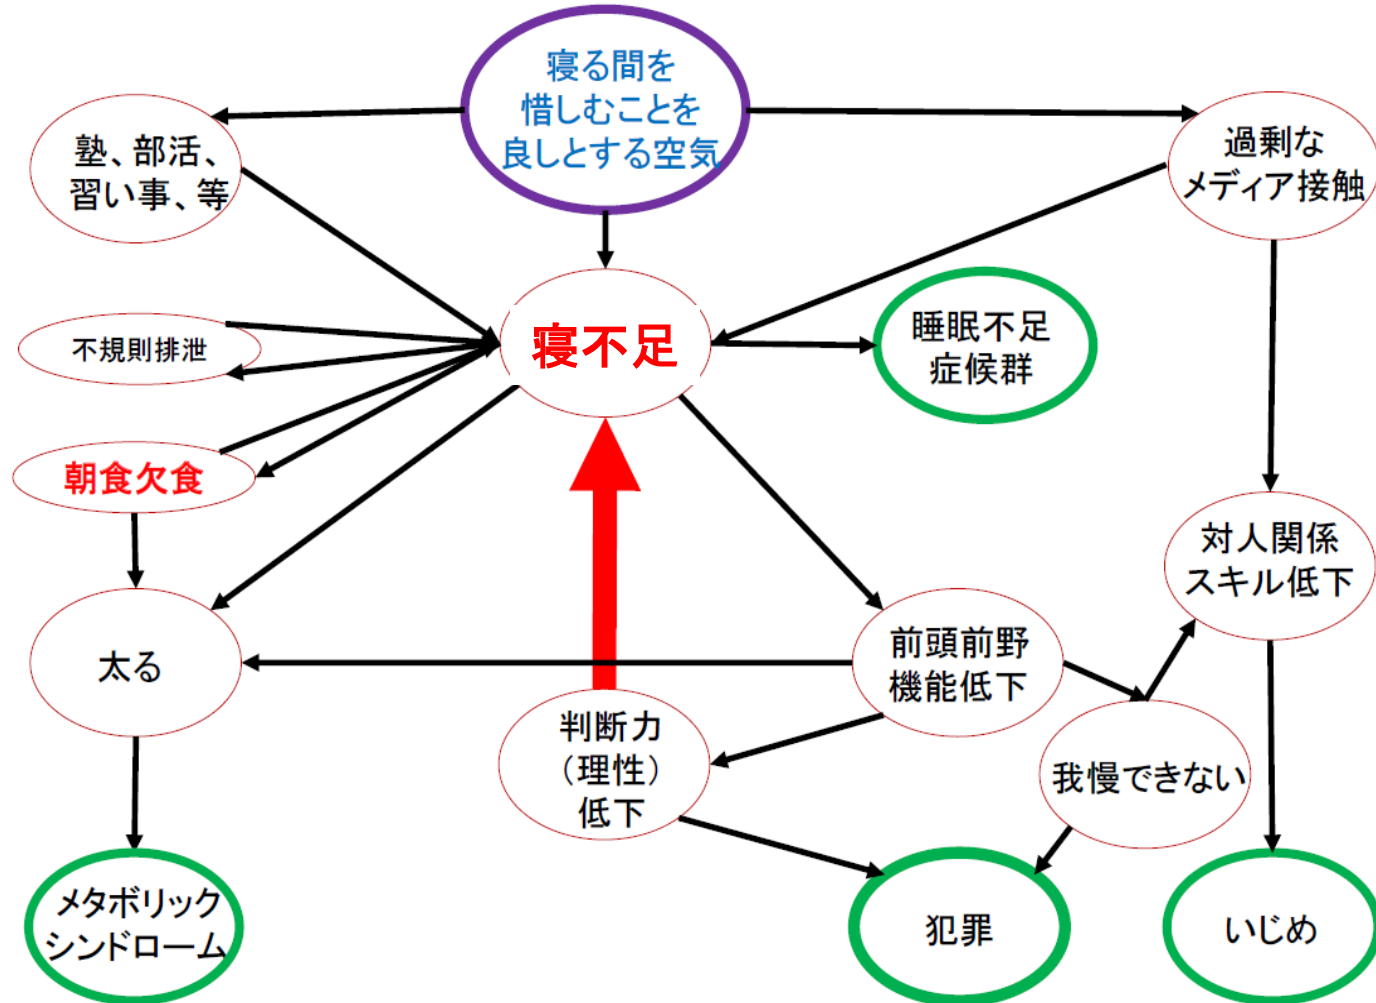 寝る間を
惜しむことを
良しとする空気
塾、部活、
習い事、等
過剰な
メディア接触
寝不足
睡眠不足
症候群
不規則排泄
朝食欠食
対人関係
スキル低下
太る
前頭前野
機能低下
判断力
（理性）
低下
我慢できない
メタボリック
シンドローム
犯罪
いじめ